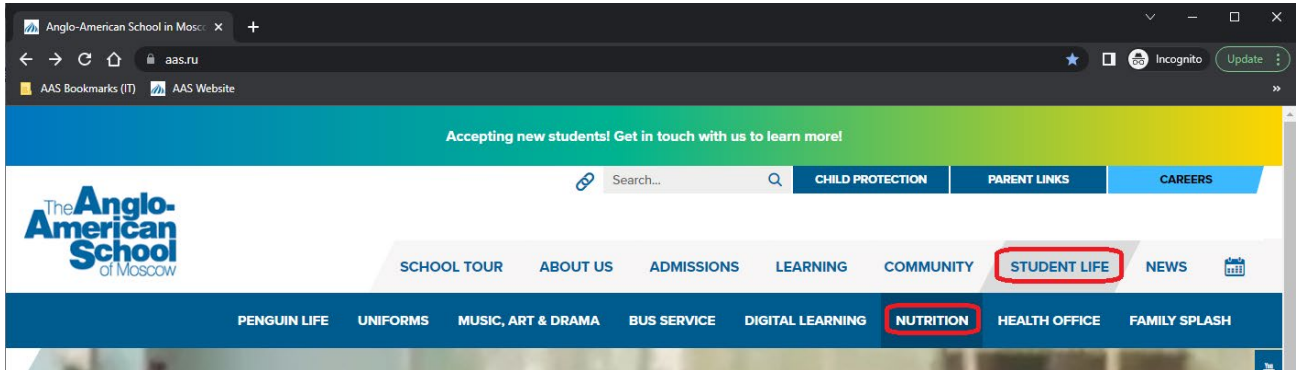 Anglo-American School in Mosc
aas.ru
Incognito
Update
AAS Bookmarks (IT)
AAS Website
Accepting new students! Get in touch with us to learn more!
Search...
CHILD PROTECTION
PARENT LINKS
CAREERS
The Anglo-
American
School
of Moscow
SCHOOL TOUR
ABOUT US
ADMISSIONS
LEARNING
COMMUNITY
STUDENT LIFE
NEWS
PENGUIN LIFE
UNIFORMS
MUSIC, ART & DRAMA
BUS SERVICE
DIGITAL LEARNING
NUTRITION
HEALTH OFFICE
FAMILY SPLASH